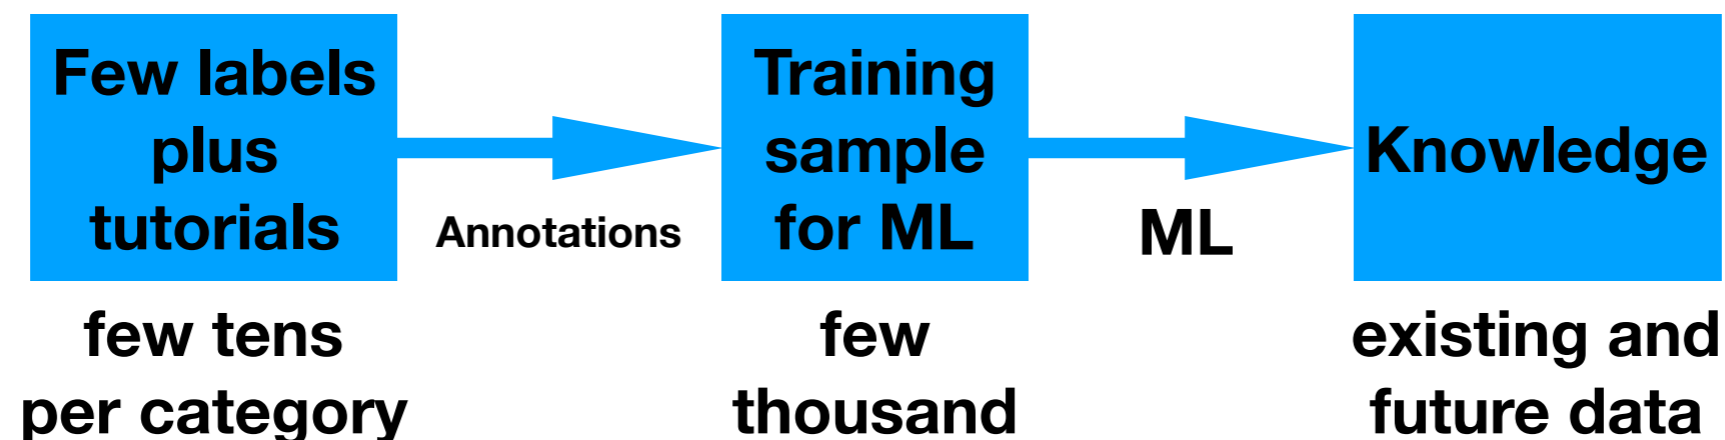 Few labels
plus
tutorials
few tens
per category
Annotations
Training
sample
for ML
few
thousand
ML
Knowledge
existing and
future data